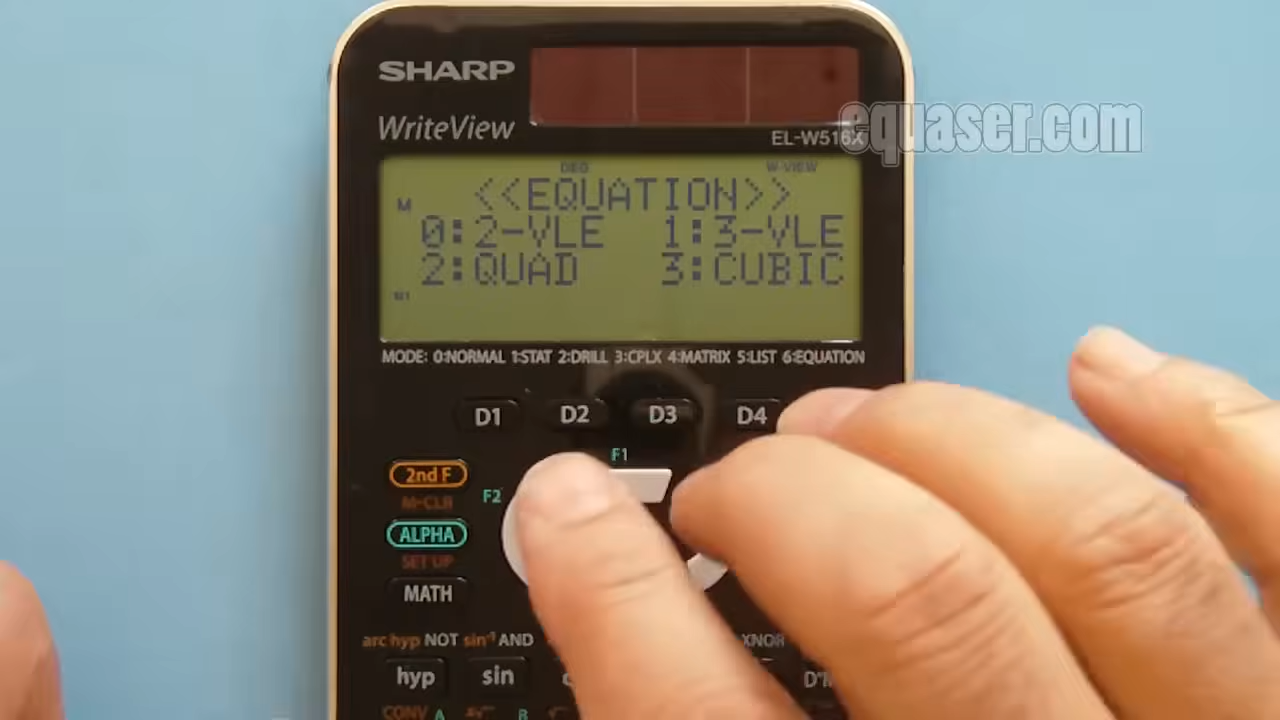 SHARP
WriteView
EL-W516X
equaser.com
DEG W-VIEW
M <<EQUATION>>
0:2-VLE 1:3-VLE
2:QUAD 3:CUBIC
MODE: 0:NORMAL 1:STAT 2:DRILL 3:CPLX 4:MATRIX 5:LIST 6:EQUATION
D1 D2 D3 D4
F1
2nd F
F2
M-CLR
ALPHA
SET UP
MATH
arc hyp NOT sin⁻¹ AND XNOR
hyp sin
CONV A B